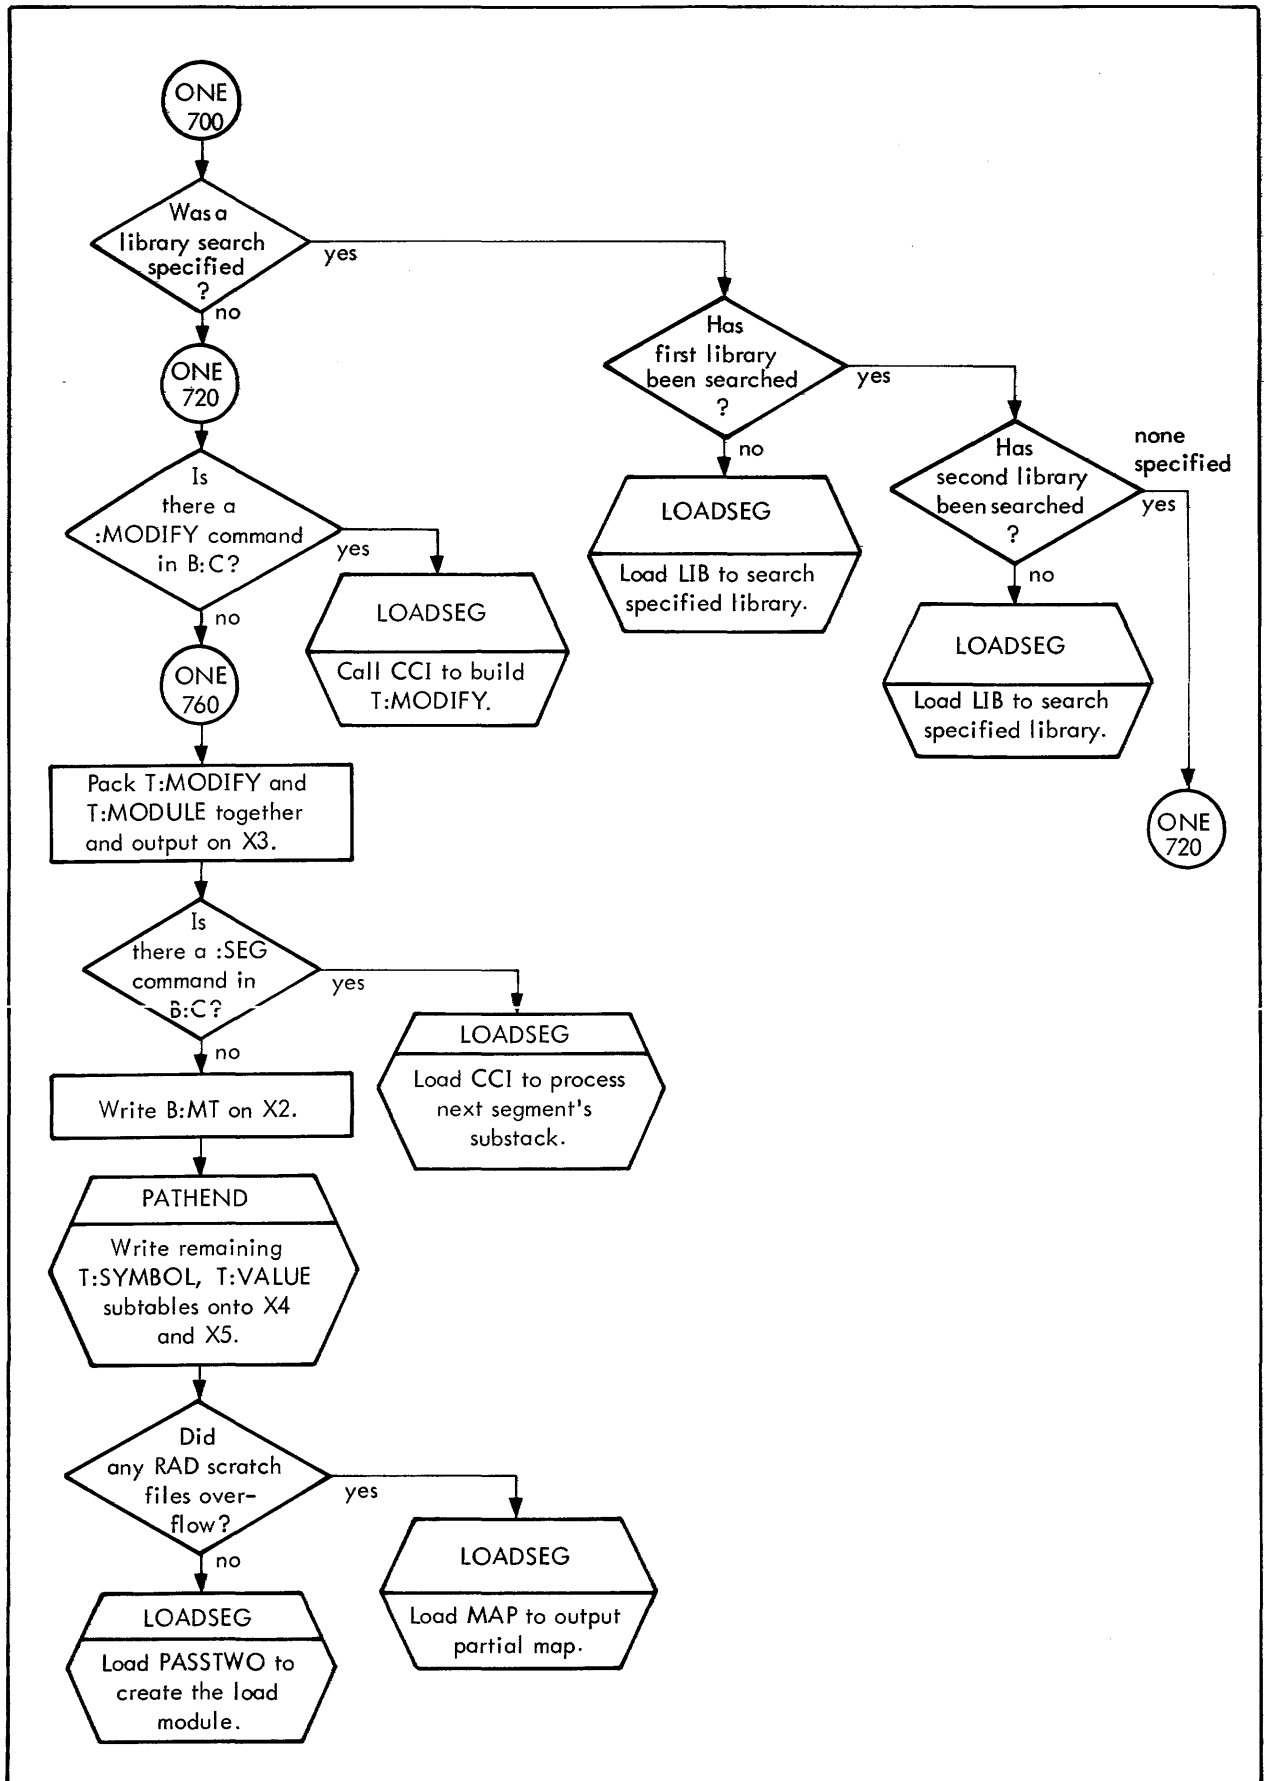 ONE
700
Was a
library search
specified
?
yes
no
Has
first library
been searched
?
yes
no
ONE
720
Has
second library
been searched
?
none
specified
yes
no
Is
there a
:MODIFY command
in B:C?
yes
no
LOADSEG
Load LIB to search
specified library.
LOADSEG
Call CCI to build
T:MODIFY.
LOADSEG
Load LIB to search
specified library.
ONE
760
ONE
720
Pack T:MODIFY and
T:MODULE together
and output on X3.
Is
there a :SEG
command in
B:C?
yes
no
LOADSEG
Load CCI to process
next segment's
substack.
Write B:MT on X2.
PATHEND
Write remaining
T:SYMBOL, T:VALUE
subtables onto X4
and X5.
Did
any RAD scratch
files over-
flow?
yes
no
LOADSEG
Load MAP to output
partial map.
LOADSEG
Load PASSTWO to
create the load
module.